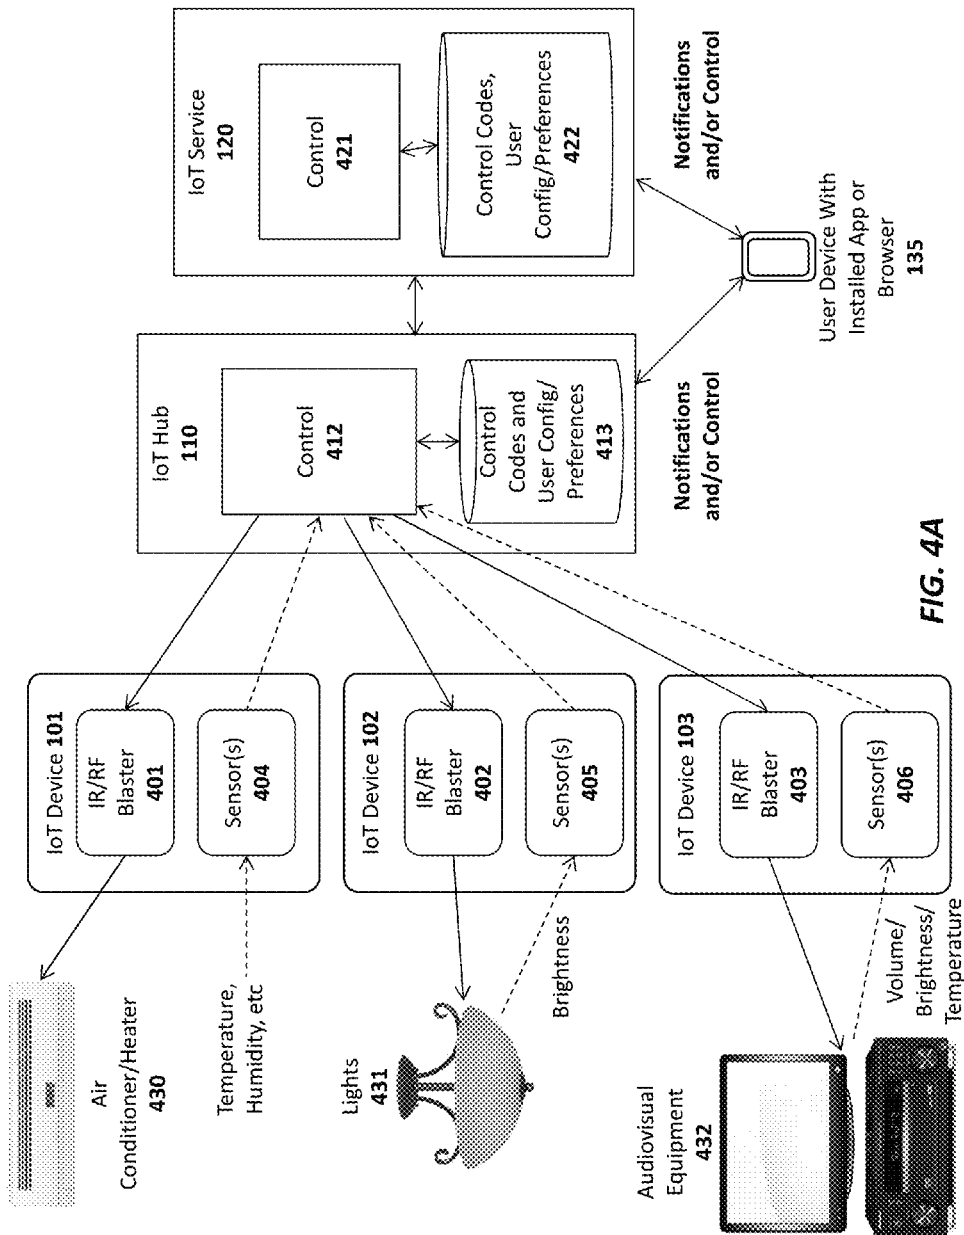 Air
Conditioner/Heater
430
Temperature,
Humidity, etc
Lights
431
Brightness
Audiovisual
Equipment
432
Volume/
Brightness/
Temperature
IoT Device 101
IR/RF
Blaster
401
Sensor(s)
404
IoT Device 102
IR/RF
Blaster
402
Sensor(s)
405
IoT Device 103
IR/RF
Blaster
403
Sensor(s)
406
IoT Hub
110
Control
412
Control
Codes and
User Config/
Preferences
413
Notifications
and/or Control
IoT Service
120
Control
421
Control Codes,
User
Config/Preferences
422
Notifications
and/or Control
User Device With
Installed App or
Browser
135
FIG. 4A